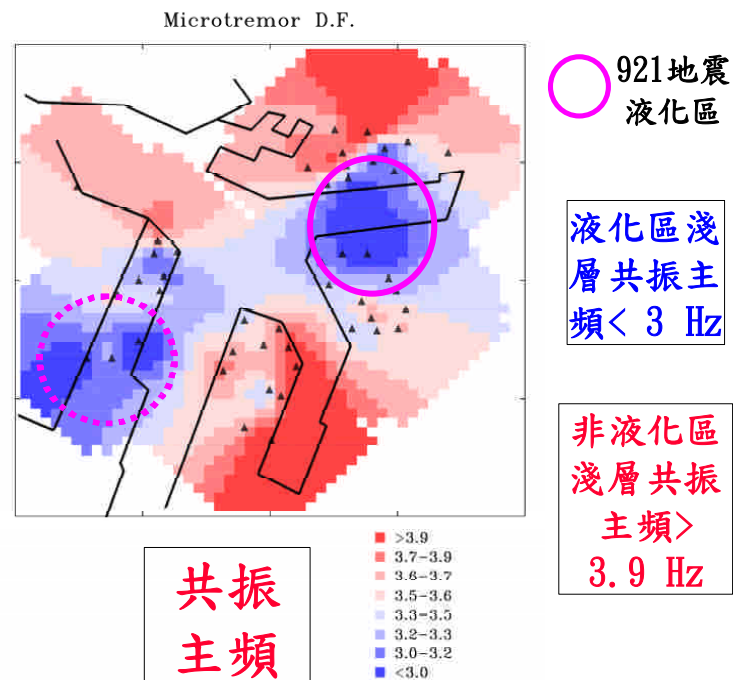 Microtremor D.F.
921地震
液化區
液化區淺
層共振主
頻< 3 Hz
非液化區
淺層共振
主頻>
3.9 Hz
共振
主頻
>3.9
3.7-3.9
3.6-3.7
3.5-3.6
3.3-3.5
3.2-3.3
3.0-3.2
<3.0